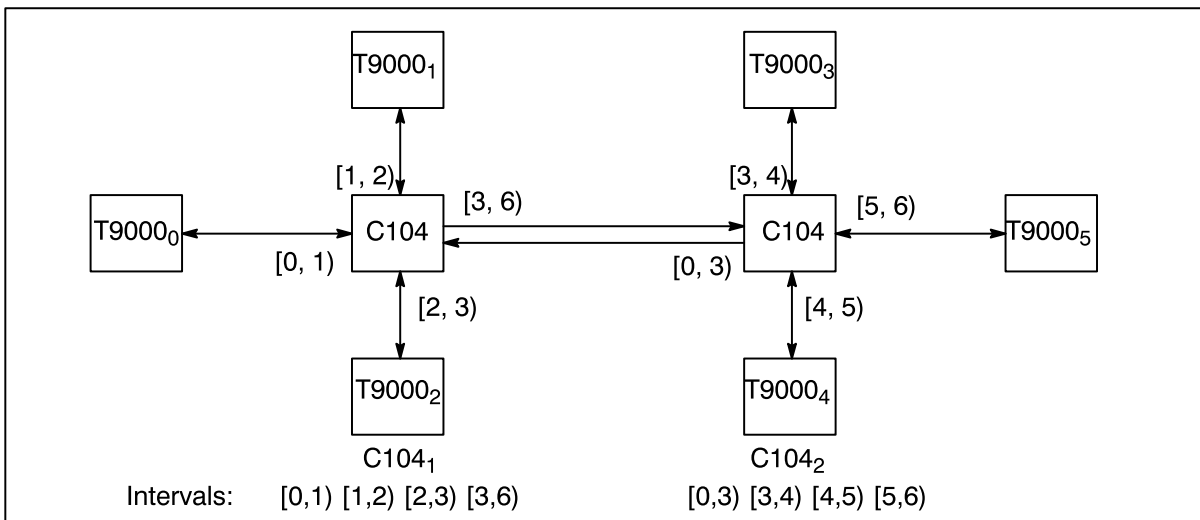 T9000₁ T9000₃
[1, 2) [3, 4)
[3, 6) [5, 6)
T9000₀ C104 C104 T9000₅
[0, 1) [0, 3)
[2, 3) [4, 5)
T9000₂ T9000₄
C104₁ C104₂
Intervals: [0,1) [1,2) [2,3) [3,6) [0,3) [3,4) [4,5) [5,6)